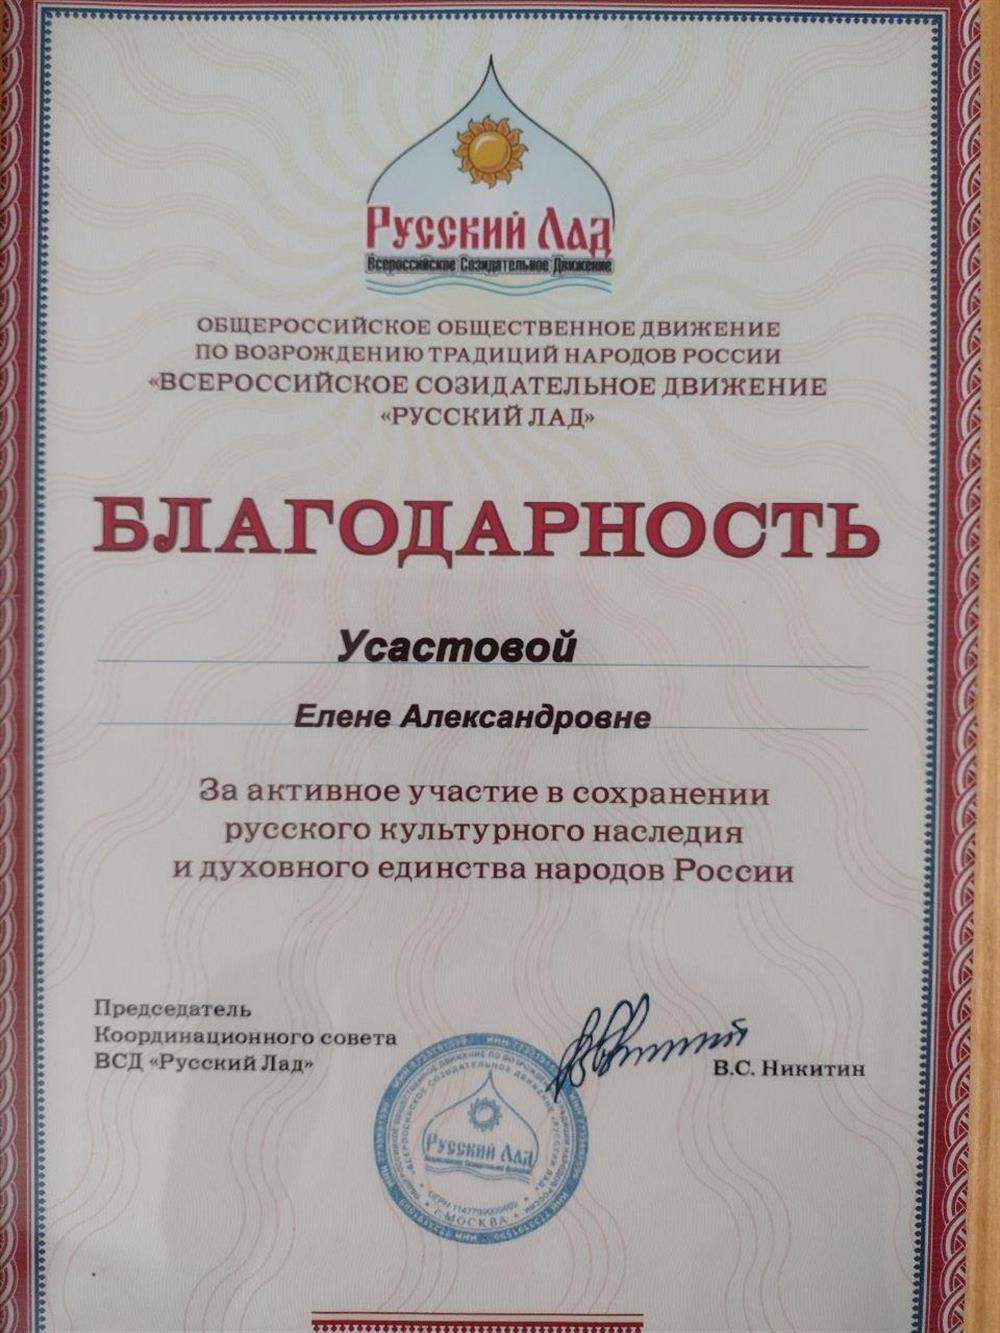 Русский Лад
Всероссийское Созидательное Движение
ОБЩЕРОССИЙСКОЕ ОБЩЕСТВЕННОЕ ДВИЖЕНИЕ
ПО ВОЗРОЖДЕНИЮ ТРАДИЦИЙ НАРОДОВ РОССИИ
«ВСЕРОССИЙСКОЕ СОЗИДАТЕЛЬНОЕ ДВИЖЕНИЕ
«РУССКИЙ ЛАД»
БЛАГОДАРНОСТЬ
Усастовой
Елене Александровне
За активное участие в сохранении
русского культурного наследия
и духовного единства народов России
Председатель
Координационного совета
ВСД «Русский Лад»
В.С. Никитин
Русский Лад
г. МОСКВА